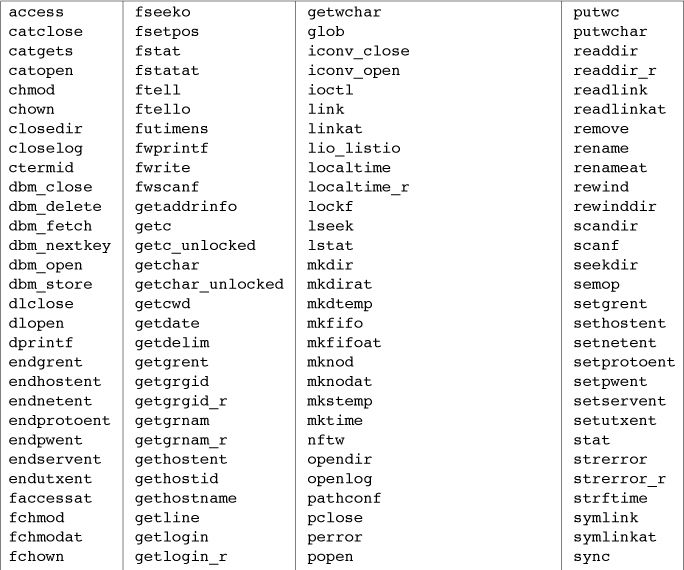 access fseeko getwchar putwc
catclose fsetpos glob putwchar
catgets fstat iconv_close readdir
catopen fstatat iconv_open readdir_r
chmod ftell ioctl readlink
chown ftello link readlinkat
closedir futimens linkat remove
closelog fwprintf lio_listio rename
ctermid fwrite localtime renameat
dbm_close fwscanf localtime_r rewind
dbm_delete getaddrinfo lockf rewinddir
dbm_fetch getc lseek scandir
dbm_nextkey getc_unlocked lstat scanf
dbm_open getchar mkdir seekdir
dbm_store getchar_unlocked mkdirat semop
dlclose getcwd mkdtemp setgrent
dlopen getdate mkfifo sethostent
dprintf getdelim mkfifoat setnetent
endgrent getgrent mknod setprotoent
endhostent getgrgid mknodat setpwent
endnetent getgrgid_r mkstemp setservent
endprotoent getgrnam mktime setutxent
endpwent getgrnam_r nftw stat
endservent gethostent opendir strerror
endutxent gethostid openlog strerror_r
faccessat gethostname pathconf strftime
fchmod getline pclose symlink
fchmodat getlogin perror symlinkat
fchown getlogin_r popen sync